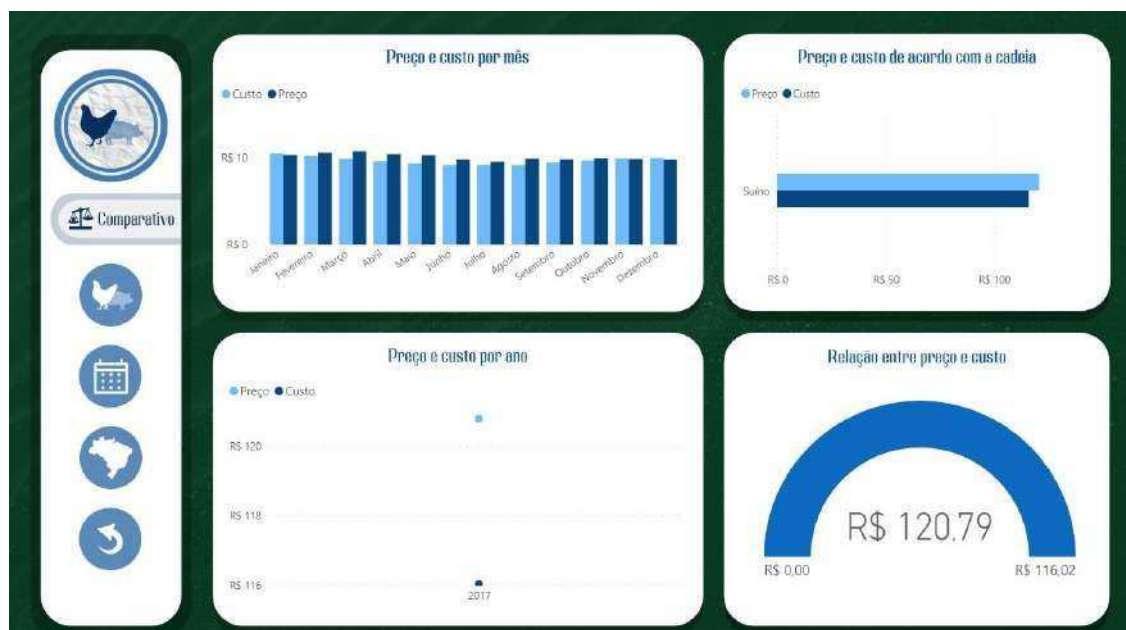 Comparativo
Preço e custo por mês
Custo Preço
R$ 10
R$ 0
Janeiro Fevereiro Março Abril Maio Junho Julho Agosto Setembro Outubro Novembro Dezembro
Preço e custo de acordo com a cadeia
Preço Custo
Suíno
R$ 0 R$ 50 R$ 100
Preço e custo por ano
Preço Custo
R$ 120
R$ 118
R$ 116
2017
Relação entre preço e custo
R$ 120,79
R$ 0,00 R$ 116,02